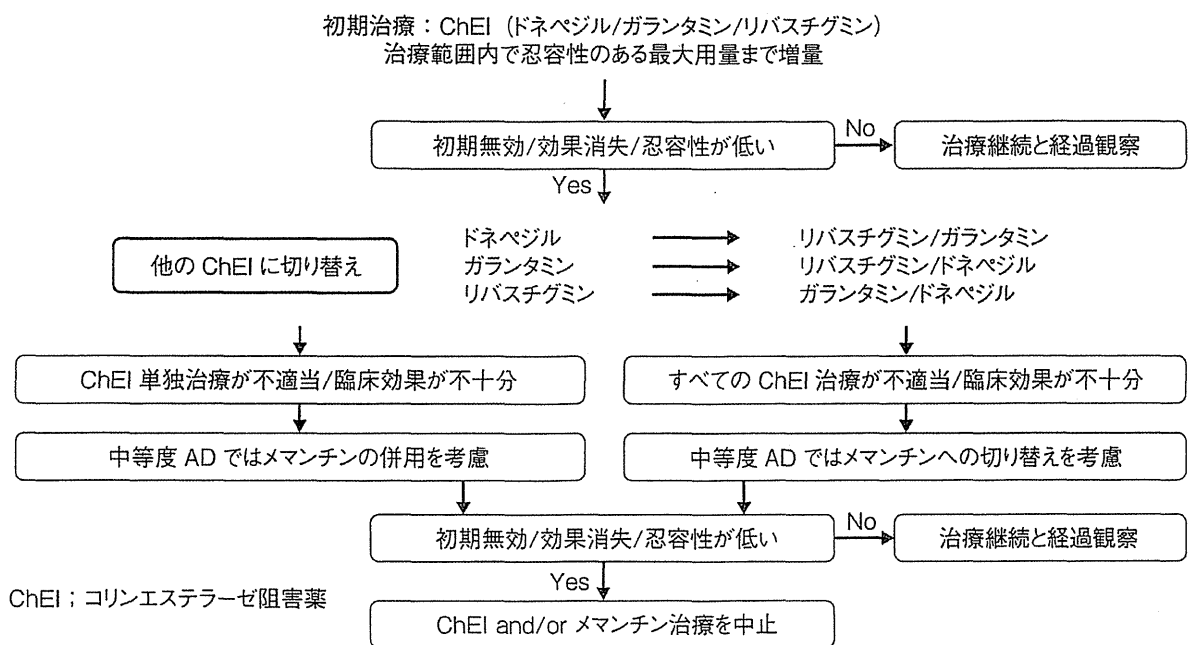 初期治療：ChEI（ドネペジル/ガランタミン/リバスチグミン）
治療範囲内で忍容性のある最大用量まで増量
初期無効/効果消失/忍容性が低い
No
治療継続と経過観察
Yes
他の ChEI に切り替え
ドネペジル
リバスチグミン/ガランタミン
ガランタミン
リバスチグミン/ドネペジル
リバスチグミン
ガランタミン/ドネペジル
ChEI 単独治療が不適当/臨床効果が不十分
すべての ChEI 治療が不適当/臨床効果が不十分
中等度 AD ではメマンチンの併用を考慮
中等度 AD ではメマンチンへの切り替えを考慮
初期無効/効果消失/忍容性が低い
No
治療継続と経過観察
Yes
ChEI；コリンエステラーゼ阻害薬
ChEI and/or メマンチン治療を中止